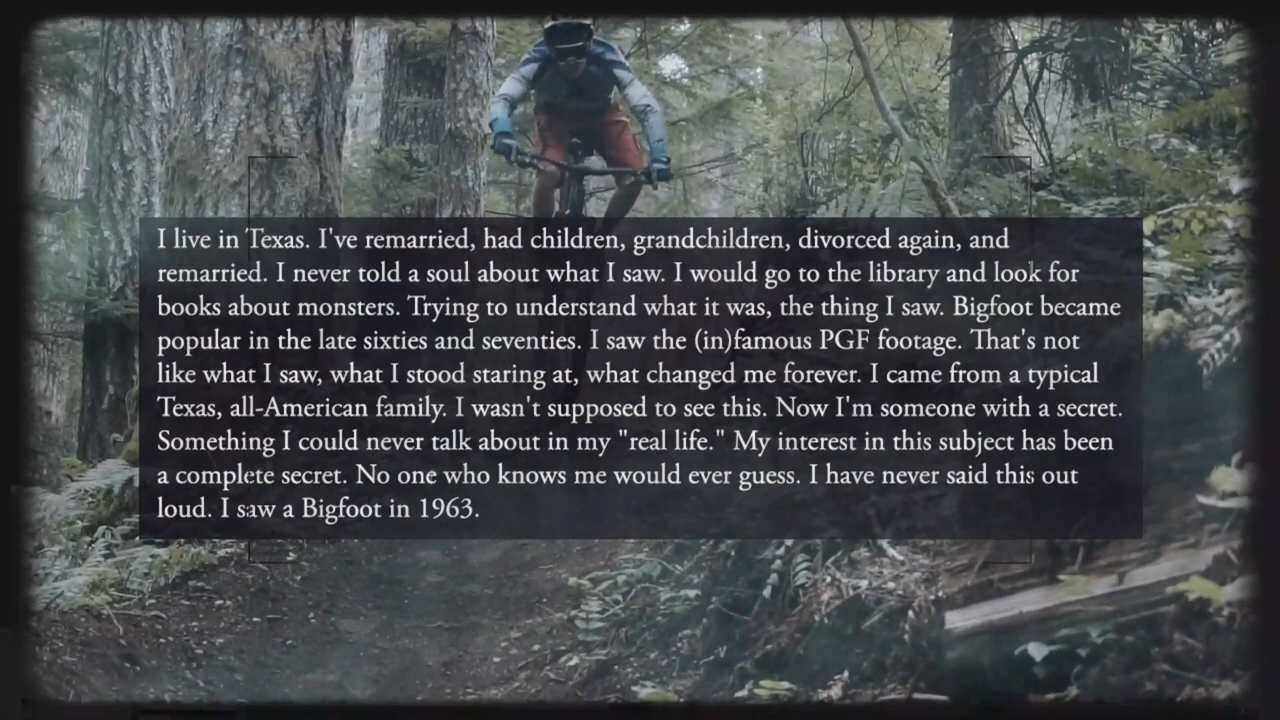 I live in Texas. I've remarried, had children, grandchildren, divorced again, and
remarried. I never told a soul about what I saw. I would go to the library and look for
books about monsters. Trying to understand what it was, the thing I saw. Bigfoot became
popular in the late sixties and seventies. I saw the (in)famous PGF footage. That's not
like what I saw, what I stood staring at, what changed me forever. I came from a typical
Texas, all-American family. I wasn't supposed to see this. Now I'm someone with a secret.
Something I could never talk about in my "real life." My interest in this subject has been
a complete secret. No one who knows me would ever guess. I have never said this out
loud. I saw a Bigfoot in 1963.